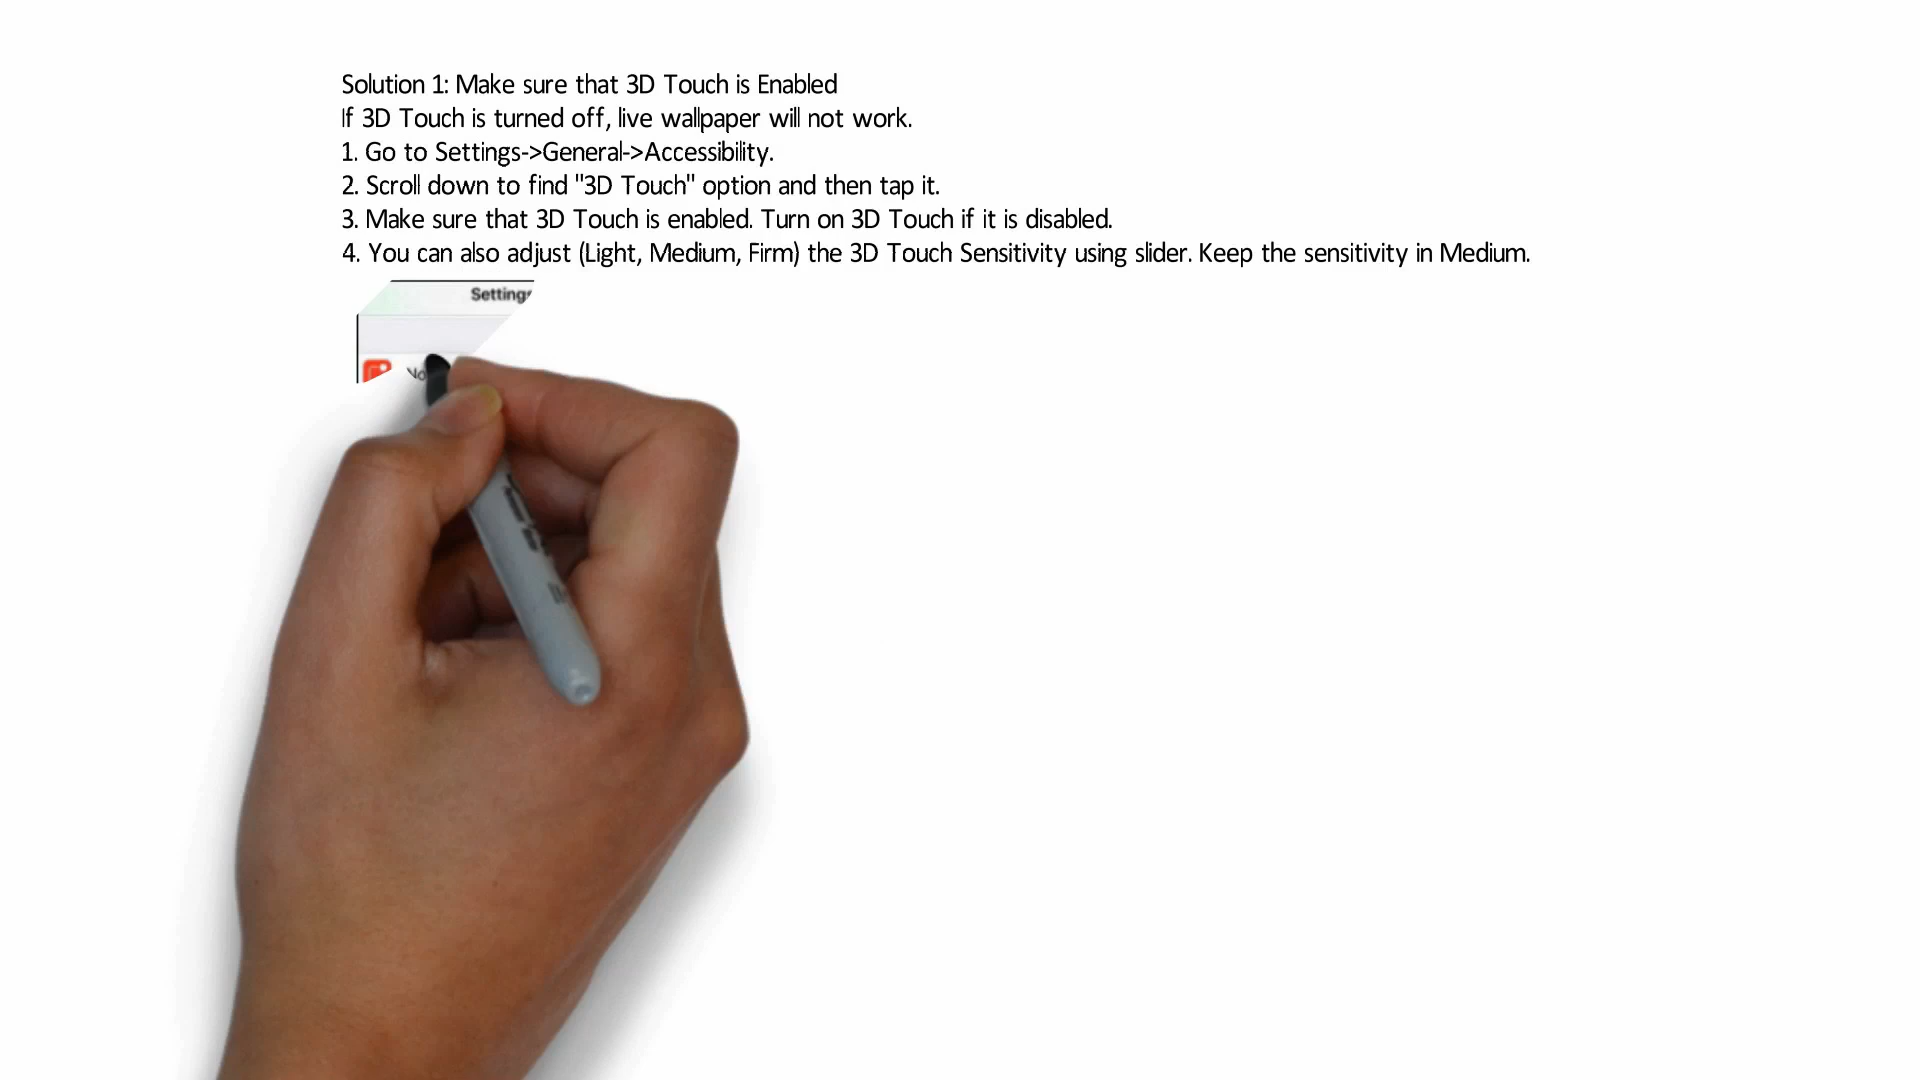 Solution 1: Make sure that 3D Touch is Enabled
If 3D Touch is turned off, live wallpaper will not work.
1. Go to Settings->General->Accessibility.
2. Scroll down to find "3D Touch" option and then tap it.
3. Make sure that 3D Touch is enabled. Turn on 3D Touch if it is disabled.
4. You can also adjust (Light, Medium, Firm) the 3D Touch Sensitivity using slider. Keep the sensitivity in Medium.
Settings